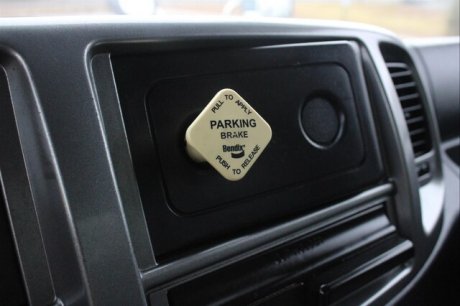 PULL TO APPLY
PARKING
BRAKE
Bendix
PUSH TO RELEASE